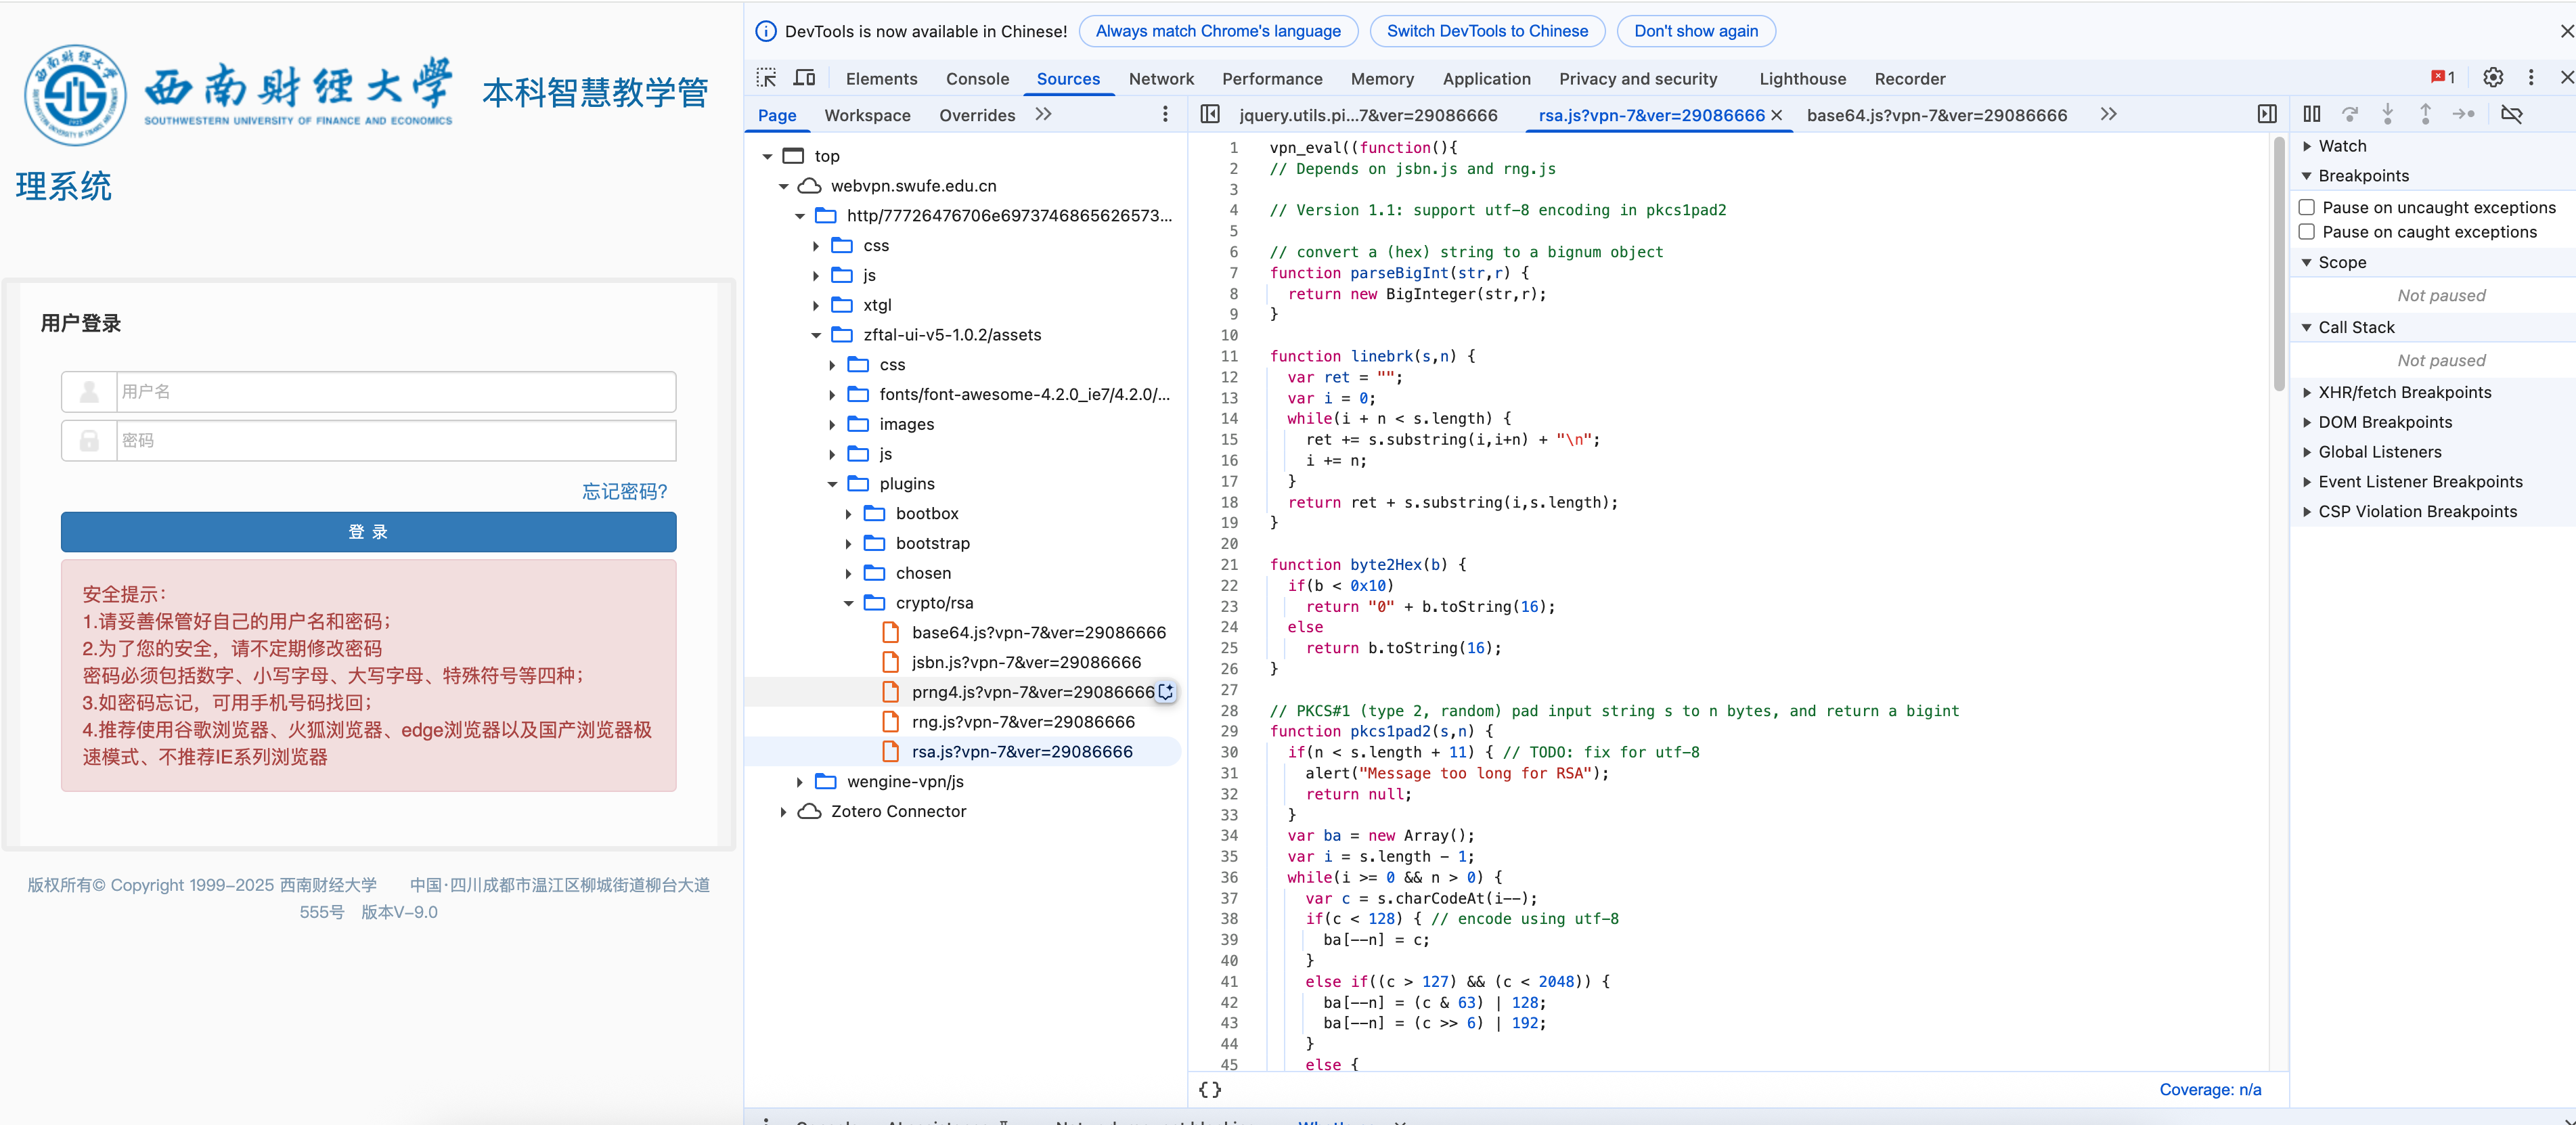 西南财经大学
SOUTHWESTERN UNIVERSITY OF FINANCE AND ECONOMICS
本科智慧教学管
理系统
用户登录
用户名
密码
忘记密码?
登 录
安全提示：
1.请妥善保管好自己的用户名和密码；
2.为了您的安全，请不定期修改密码
密码必须包括数字、小写字母、大写字母、特殊符号等四种；
3.如密码忘记，可用手机号码找回；
4.推荐使用谷歌浏览器、火狐浏览器、edge浏览器以及国产浏览器极
速模式、不推荐IE系列浏览器
版权所有© Copyright 1999-2025 西南财经大学 中国·四川成都市温江区柳城街道柳台大道
555号 版本V-9.0
DevTools is now available in Chinese!
Always match Chrome's language
Switch DevTools to Chinese
Don't show again
Elements
Console
Sources
Network
Performance
Memory
Application
Privacy and security
Lighthouse
Recorder
1
Page
Workspace
Overrides
top
webvpn.swufe.edu.cn
http/77726476706e6973746865626573...
css
js
xtgl
zftal-ui-v5-1.0.2/assets
css
fonts/font-awesome-4.2.0_ie7/4.2.0/...
images
js
plugins
bootbox
bootstrap
chosen
crypto/rsa
base64.js?vpn-7&ver=29086666
jsbn.js?vpn-7&ver=29086666
prng4.js?vpn-7&ver=29086666
rng.js?vpn-7&ver=29086666
rsa.js?vpn-7&ver=29086666
wengine-vpn/js
Zotero Connector
jquery.utils.pi...7&ver=29086666
rsa.js?vpn-7&ver=29086666
base64.js?vpn-7&ver=29086666
1 vpn_eval((function(){
2 // Depends on jsbn.js and rng.js
3
4 // Version 1.1: support utf-8 encoding in pkcs1pad2
5
6 // convert a (hex) string to a bignum object
7 function parseBigInt(str,r) {
8 return new BigInteger(str,r);
9 }
10
11 function linebrk(s,n) {
12 var ret = "";
13 var i = 0;
14 while(i + n < s.length) {
15 ret += s.substring(i,i+n) + "\n";
16 i += n;
17 }
18 return ret + s.substring(i,s.length);
19 }
20
21 function byte2Hex(b) {
22 if(b < 0x10)
23 return "0" + b.toString(16);
24 else
25 return b.toString(16);
26 }
27
28 // PKCS#1 (type 2, random) pad input string s to n bytes, and return a bigint
29 function pkcs1pad2(s,n) {
30 if(n < s.length + 11) { // TODO: fix for utf-8
31 alert("Message too long for RSA");
32 return null;
33 }
34 var ba = new Array();
35 var i = s.length - 1;
36 while(i >= 0 && n > 0) {
37 var c = s.charCodeAt(i--);
38 if(c < 128) { // encode using utf-8
39 ba[--n] = c;
40 }
41 else if((c > 127) && (c < 2048)) {
42 ba[--n] = (c & 63) | 128;
43 ba[--n] = (c >> 6) | 192;
44 }
45 else {
{}
Coverage: n/a
Watch
Breakpoints
Pause on uncaught exceptions
Pause on caught exceptions
Scope
Not paused
Call Stack
Not paused
XHR/fetch Breakpoints
DOM Breakpoints
Global Listeners
Event Listener Breakpoints
CSP Violation Breakpoints